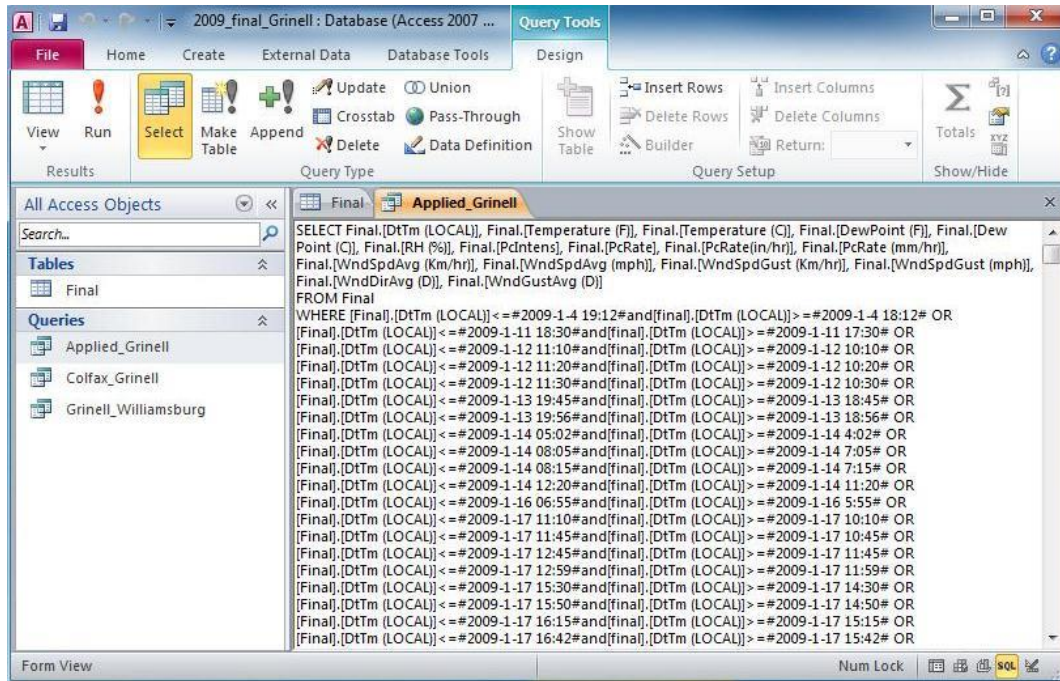 2009_final_Grinell : Database (Access 2007 ...
Query Tools
File Home Create External Data Database Tools Design
View
Run
Select
Make Table
Append
Update
Crosstab
Delete
Union
Pass-Through
Data Definition
Show Table
Insert Rows
Delete Rows
Builder
Insert Columns
Delete Columns
Return:
Totals
Results
Query Type
Query Setup
Show/Hide
All Access Objects
Search...
Tables
Final
Queries
Applied_Grinell
Colfax_Grinell
Grinell_Williamsburg
Final
Applied_Grinell
SELECT Final.[DtTm (LOCAL)], Final.[Temperature (F)], Final.[Temperature (C)], Final.[DewPoint (F)], Final.[Dew
Point (C)], Final.[RH (%)], Final.[PcIntens], Final.[PcRate], Final.[PcRate(in/hr)], Final.[PcRate (mm/hr)],
Final.[WndSpdAvg (Km/hr)], Final.[WndSpdAvg (mph)], Final.[WndSpdGust (Km/hr)], Final.[WndSpdGust (mph)],
Final.[WndDirAvg (D)], Final.[WndGustAvg (D)]
FROM Final
WHERE [Final].[DtTm (LOCAL)]<=#2009-1-4 19:12#and[final].[DtTm (LOCAL)]>=#2009-1-4 18:12# OR
[Final].[DtTm (LOCAL)]<=#2009-1-11 18:30#and[final].[DtTm (LOCAL)]>=#2009-1-11 17:30# OR
[Final].[DtTm (LOCAL)]<=#2009-1-12 11:10#and[final].[DtTm (LOCAL)]>=#2009-1-12 10:10# OR
[Final].[DtTm (LOCAL)]<=#2009-1-12 11:20#and[final].[DtTm (LOCAL)]>=#2009-1-12 10:20# OR
[Final].[DtTm (LOCAL)]<=#2009-1-12 11:30#and[final].[DtTm (LOCAL)]>=#2009-1-12 10:30# OR
[Final].[DtTm (LOCAL)]<=#2009-1-13 19:45#and[final].[DtTm (LOCAL)]>=#2009-1-13 18:45# OR
[Final].[DtTm (LOCAL)]<=#2009-1-13 19:56#and[final].[DtTm (LOCAL)]>=#2009-1-13 18:56# OR
[Final].[DtTm (LOCAL)]<=#2009-1-14 05:02#and[final].[DtTm (LOCAL)]>=#2009-1-14 4:02# OR
[Final].[DtTm (LOCAL)]<=#2009-1-14 08:05#and[final].[DtTm (LOCAL)]>=#2009-1-14 7:05# OR
[Final].[DtTm (LOCAL)]<=#2009-1-14 08:15#and[final].[DtTm (LOCAL)]>=#2009-1-14 7:15# OR
[Final].[DtTm (LOCAL)]<=#2009-1-14 12:20#and[final].[DtTm (LOCAL)]>=#2009-1-14 11:20# OR
[Final].[DtTm (LOCAL)]<=#2009-1-16 06:55#and[final].[DtTm (LOCAL)]>=#2009-1-16 5:55# OR
[Final].[DtTm (LOCAL)]<=#2009-1-17 11:10#and[final].[DtTm (LOCAL)]>=#2009-1-17 10:10# OR
[Final].[DtTm (LOCAL)]<=#2009-1-17 11:45#and[final].[DtTm (LOCAL)]>=#2009-1-17 10:45# OR
[Final].[DtTm (LOCAL)]<=#2009-1-17 12:45#and[final].[DtTm (LOCAL)]>=#2009-1-17 11:45# OR
[Final].[DtTm (LOCAL)]<=#2009-1-17 12:59#and[final].[DtTm (LOCAL)]>=#2009-1-17 11:59# OR
[Final].[DtTm (LOCAL)]<=#2009-1-17 15:30#and[final].[DtTm (LOCAL)]>=#2009-1-17 14:30# OR
[Final].[DtTm (LOCAL)]<=#2009-1-17 15:50#and[final].[DtTm (LOCAL)]>=#2009-1-17 14:50# OR
[Final].[DtTm (LOCAL)]<=#2009-1-17 16:15#and[final].[DtTm (LOCAL)]>=#2009-1-17 15:15# OR
[Final].[DtTm (LOCAL)]<=#2009-1-17 16:42#and[final].[DtTm (LOCAL)]>=#2009-1-17 15:42# OR
Form View
Num Lock
SQL